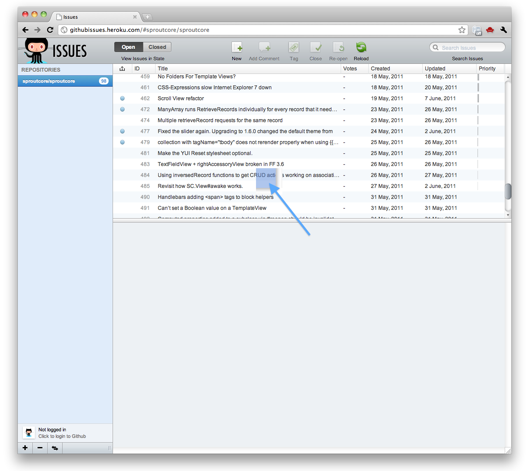 Issues
githubissues.heroku.com/#sproutcore/sproutcore
ISSUES
Open Closed
View Issues in State
New Add Comment Tag Close Re-open Reload
Search Issues
Search Issues
REPOSITORIES
sproutcore/sproutcore
ID Title Votes Created Updated Priority
459 No Folders For Template Views? - 18 May, 2011 18 May, 2011
461 CSS-Expressions slow Internet Explorer 7 down - 18 May, 2011 20 May, 2011
462 Scroll View refactor - 19 May, 2011 7 June, 2011
472 ManyArray runs RetrieveRecords individually for every record that it need... - 23 May, 2011 26 May, 2011
474 Multiple retrieveRecord requests for the same record - 24 May, 2011 24 May, 2011
477 Fixed the slider again. Upgrading to 1.6.0 changed the default theme from - 24 May, 2011 2 June, 2011
479 collection with tagName="tbody" does not rerender properly when using {{... - 25 May, 2011 25 May, 2011
481 Make the YUI Reset stylesheet optional. - 25 May, 2011 25 May, 2011
483 TextFieldView + rightAccessoryView broken in FF 3.6 - 26 May, 2011 26 May, 2011
484 Using inversedRecord functions to get CRUD acti s working on associati... - 26 May, 2011 27 May, 2011
485 Revisit how SC.View#awake works. - 27 May, 2011 2 June, 2011
490 Handlebars adding <span> tags to block helpers - 31 May, 2011 31 May, 2011
491 Can't set a Boolean value on a TemplateView - 31 May, 2011 31 May, 2011
Not logged in
Click to login to Github